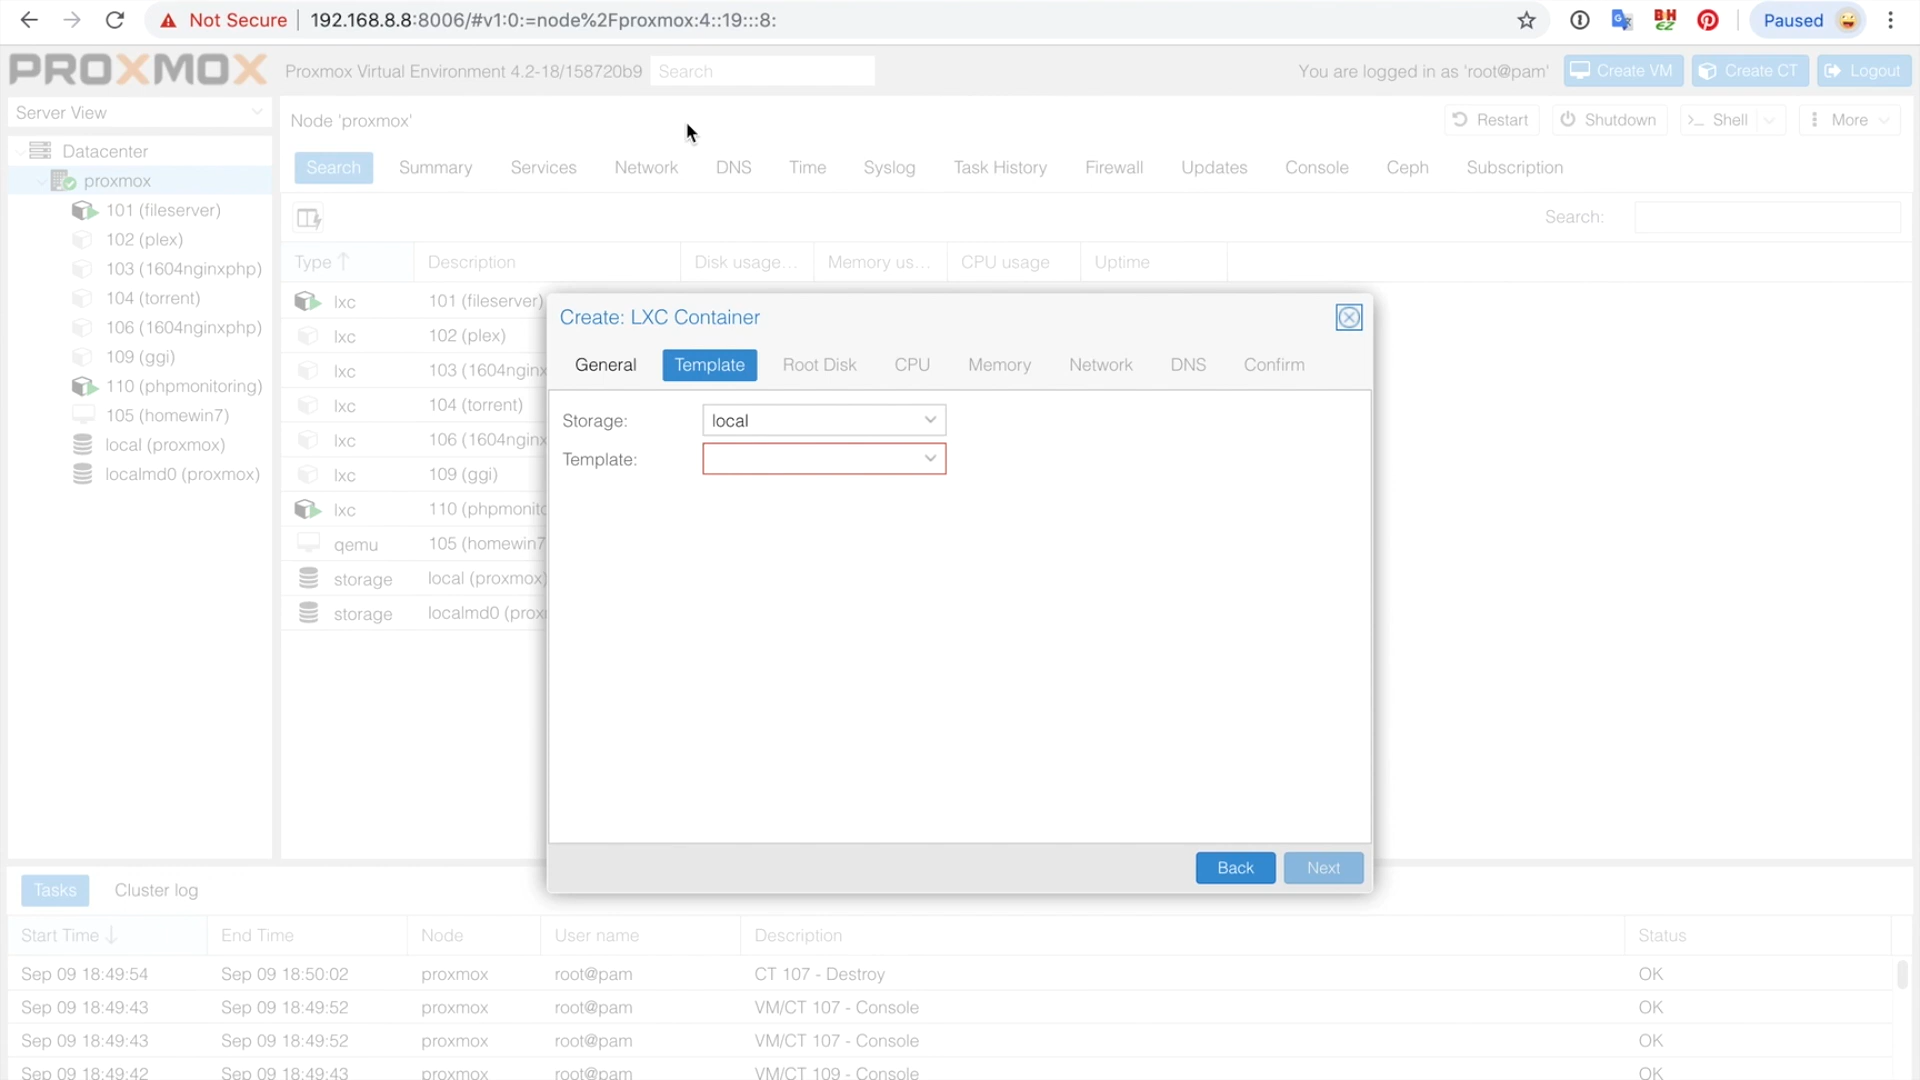 Not Secure 192.168.8.8:8006/#v1:0:=node%2Fproxmox:4::19:::8: Paused
PROXMOX Proxmox Virtual Environment 4.2-18/158720b9 Search You are logged in as 'root@pam' Create VM Create CT Logout
Server View
Node 'proxmox' Restart Shutdown Shell More
Datacenter
proxmox
101 (fileserver)
102 (plex)
103 (1604nginxphp)
104 (torrent)
106 (1604nginxphp)
109 (ggi)
110 (phpmonitoring)
105 (homewin7)
local (proxmox)
localmd0 (proxmox)
Search Summary Services Network DNS Time Syslog Task History Firewall Updates Console Ceph Subscription
Search:
Type Description Disk usage... Memory us... CPU usage Uptime
lxc 101 (fileserver)
lxc 102 (plex)
lxc 103 (1604nginx
lxc 104 (torrent)
lxc 106 (1604nginx
lxc 109 (ggi)
lxc 110 (phpmonito
qemu 105 (homewin7
storage local (proxmox)
storage localmd0 (prox
Create: LXC Container
General Template Root Disk CPU Memory Network DNS Confirm
Storage: local
Template:
Back Next
Tasks Cluster log
Start Time End Time Node User name Description Status
Sep 09 18:49:54 Sep 09 18:50:02 proxmox root@pam CT 107 - Destroy OK
Sep 09 18:49:43 Sep 09 18:49:52 proxmox root@pam VM/CT 107 - Console OK
Sep 09 18:49:43 Sep 09 18:49:52 proxmox root@pam VM/CT 107 - Console OK
Sep 09 18:49:42 Sep 09 18:49:43 proxmox root@pam VM/CT 109 - Console OK